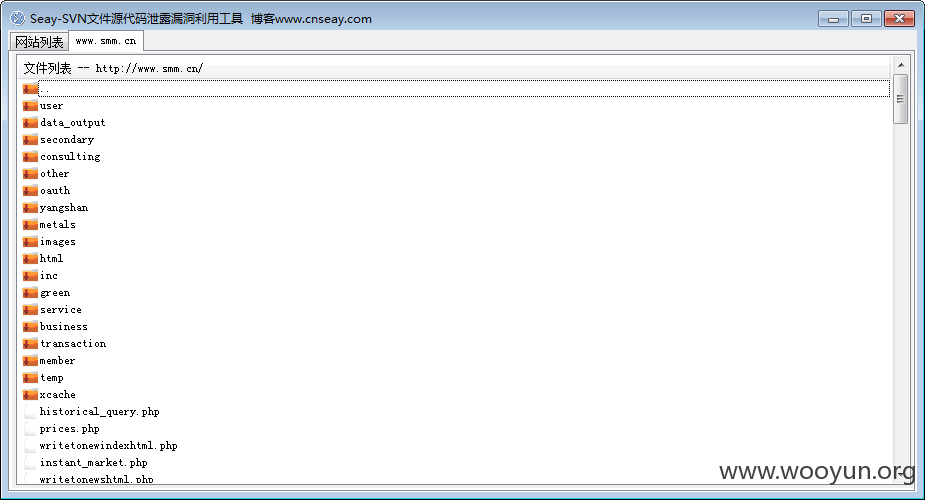 Seay-SVN文件源代码泄露漏洞利用工具 博客www.cnseay.com
网站列表 www.smm.cn
文件列表 -- http://www.smm.cn/
..
user
data_output
secondary
consulting
other
oauth
yangshan
metals
images
html
inc
green
service
business
transaction
member
temp
xcache
historical_query.php
prices.php
writetonewindexhtml.php
instant_market.php
writetonewshtml.php
www.wooyun.org